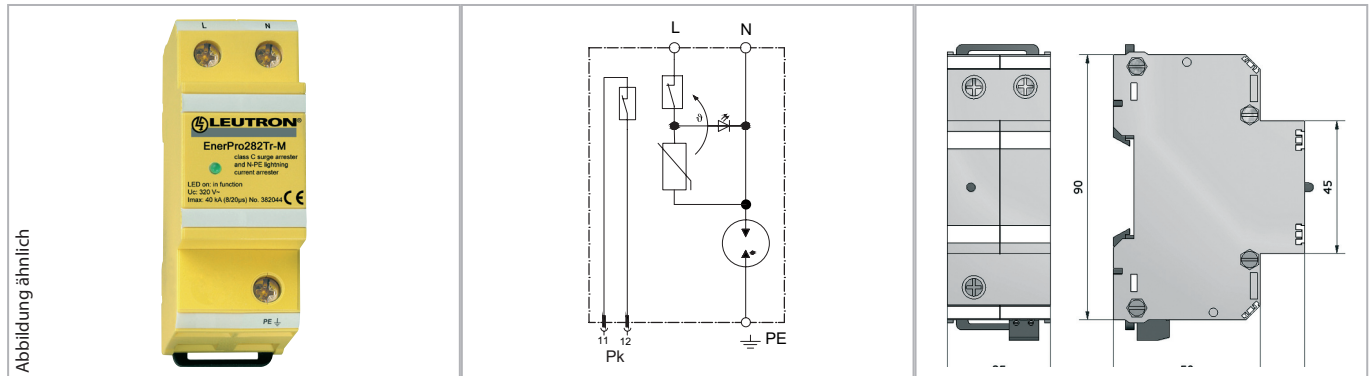 Abbildung ähnlich
L N
LEUTRON®
EnerPro282Tr-M
class C surge arrester
and N-PE lightning
current arrester
LED on: in function
Uc: 320 V~
Imax: 40 kA (8/20µs) No. 382044 CE
PE
L N
ϑ
11 12
Pk
PE
90
45